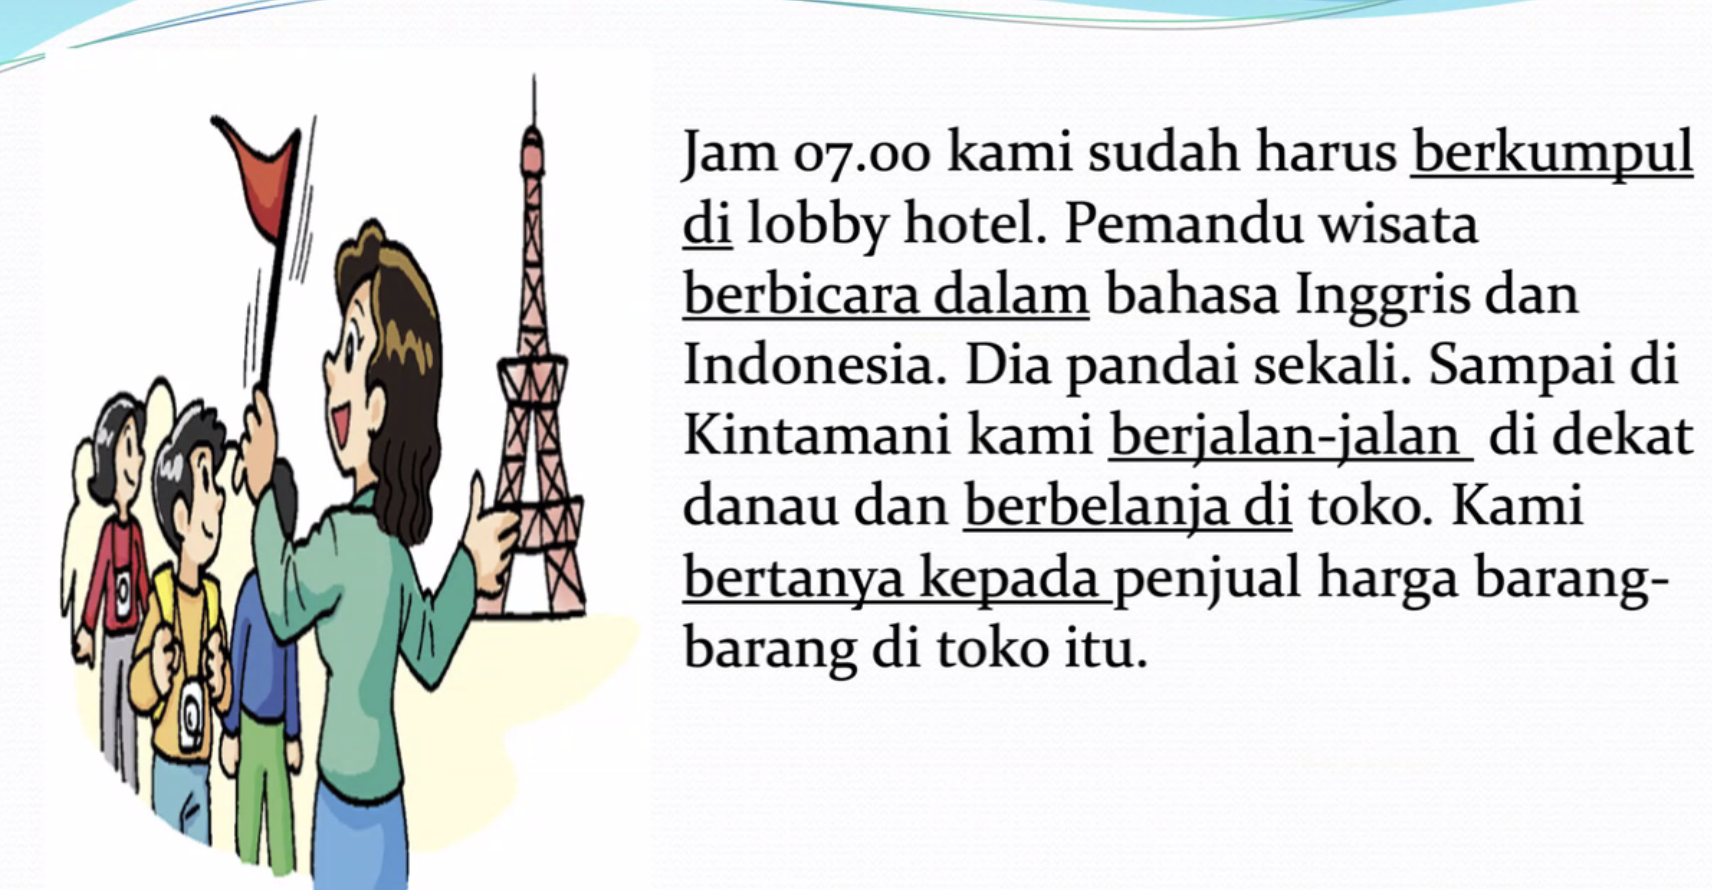 Jam 07.00 kami sudah harus berkumpul
di lobby hotel. Pemandu wisata
berbicara dalam bahasa Inggris dan
Indonesia. Dia pandai sekali. Sampai di
Kintamani kami berjalan-jalan di dekat
danau dan berbelanja di toko. Kami
bertanya kepada penjual harga barang-
barang di toko itu.